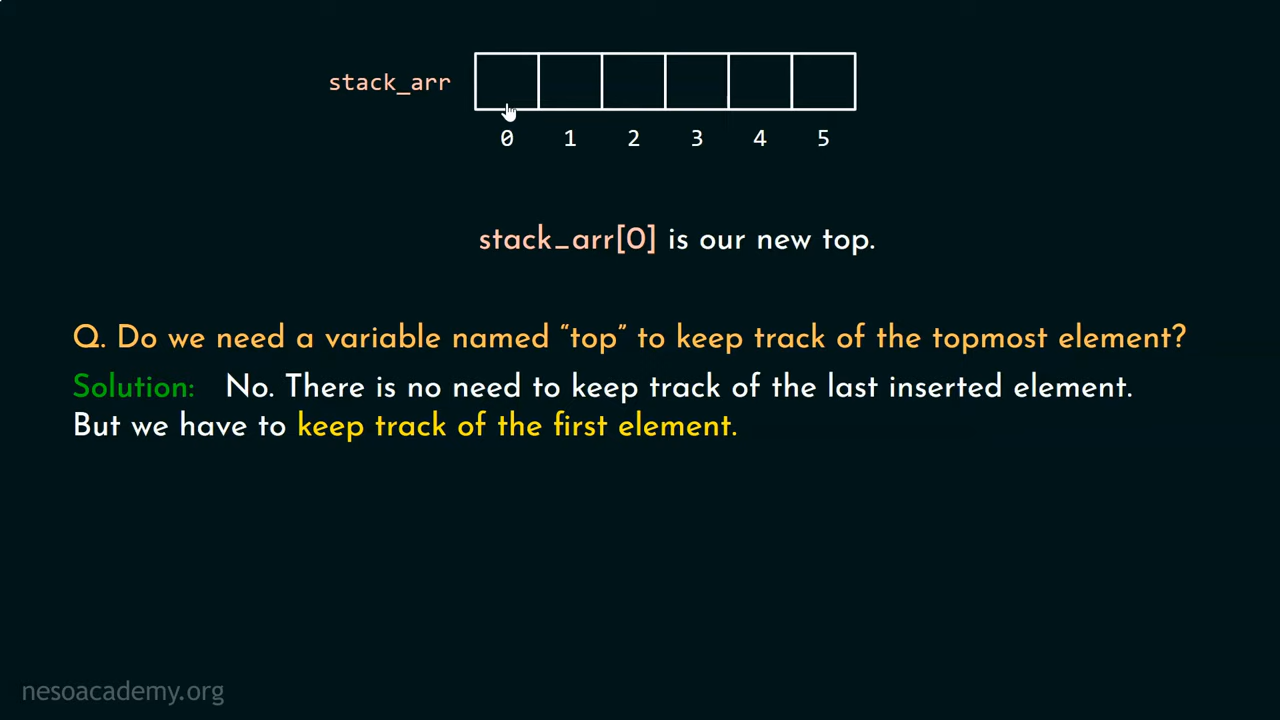 stack_arr
0 1 2 3 4 5
stack_arr[0] is our new top.
Q. Do we need a variable named “top” to keep track of the topmost element?
Solution: No. There is no need to keep track of the last inserted element.
But we have to keep track of the first element.
nesoacademy.org